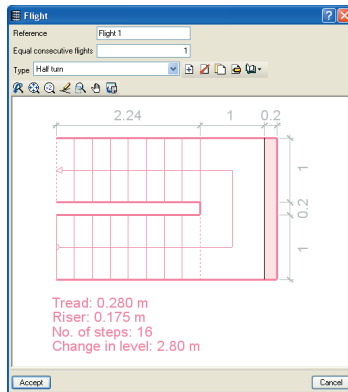 Flight
Reference Flight 1
Equal consecutive flights 1
Type Half turn
2.24 1 0.2
1
0.2
1
Tread: 0.280 m
Riser: 0.175 m
No. of steps: 16
Change in level: 2.80 m
Accept Cancel